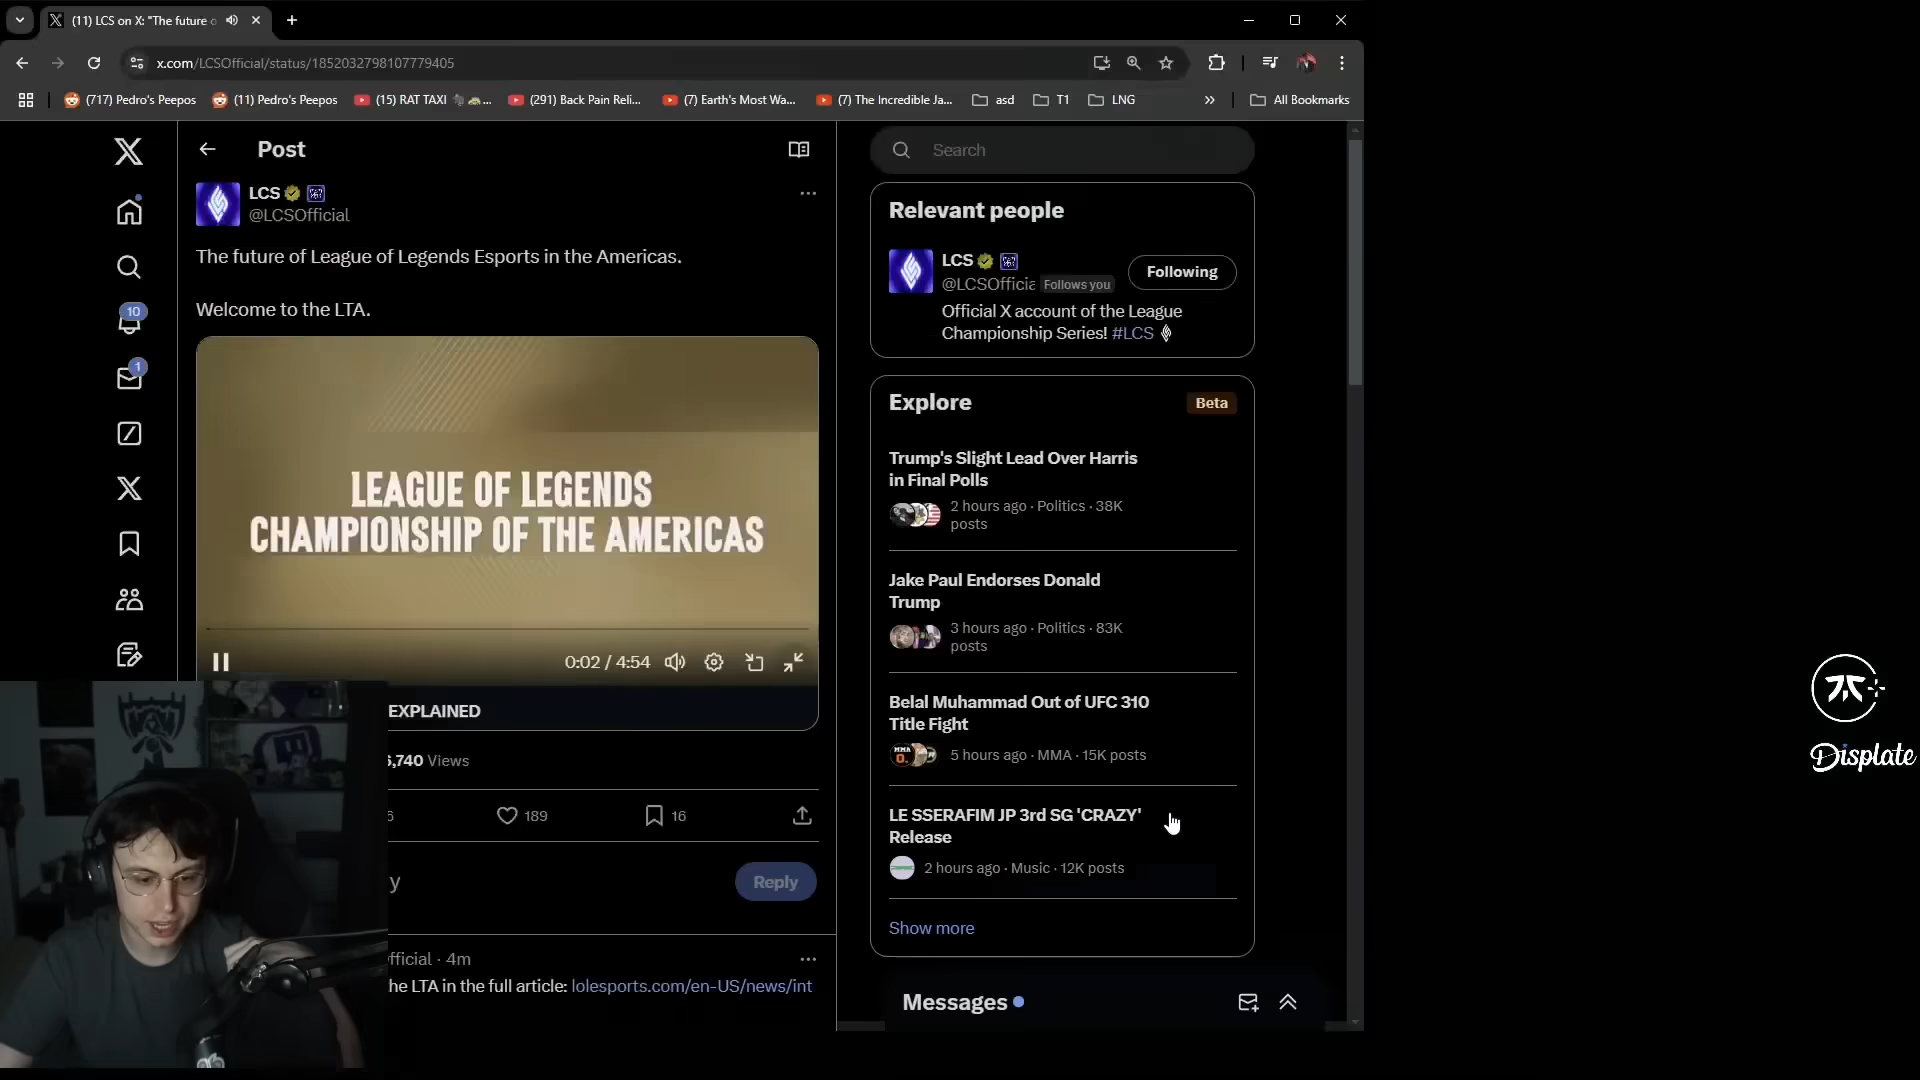 (11) LCS on X: "The future o
x.com/LCSOfficial/status/1852032798107779405
(717) Pedro's Peepos
(11) Pedro's Peepos
(15) RAT TAXI
(291) Back Pain Reli...
(7) Earth's Most Wa...
(7) The Incredible Ja...
asd
T1
LNG
All Bookmarks
Post
LCS
@LCSOfficial
The future of League of Legends Esports in the Americas.
Welcome to the LTA.
LEAGUE OF LEGENDS
CHAMPIONSHIP OF THE AMERICAS
0:02 / 4:54
EXPLAINED
6,740 Views
6
189
16
y
Reply
fficial · 4m
he LTA in the full article: lolesports.com/en-US/news/int
10
1
Search
Relevant people
LCS
@LCSOfficia
Follows you
Following
Official X account of the League
Championship Series! #LCS
Explore
Beta
Trump's Slight Lead Over Harris
in Final Polls
2 hours ago · Politics · 38K
posts
Jake Paul Endorses Donald
Trump
3 hours ago · Politics · 83K
posts
Belal Muhammad Out of UFC 310
Title Fight
5 hours ago · MMA · 15K posts
LE SSERAFIM JP 3rd SG 'CRAZY'
Release
2 hours ago · Music · 12K posts
Show more
Messages
Displate